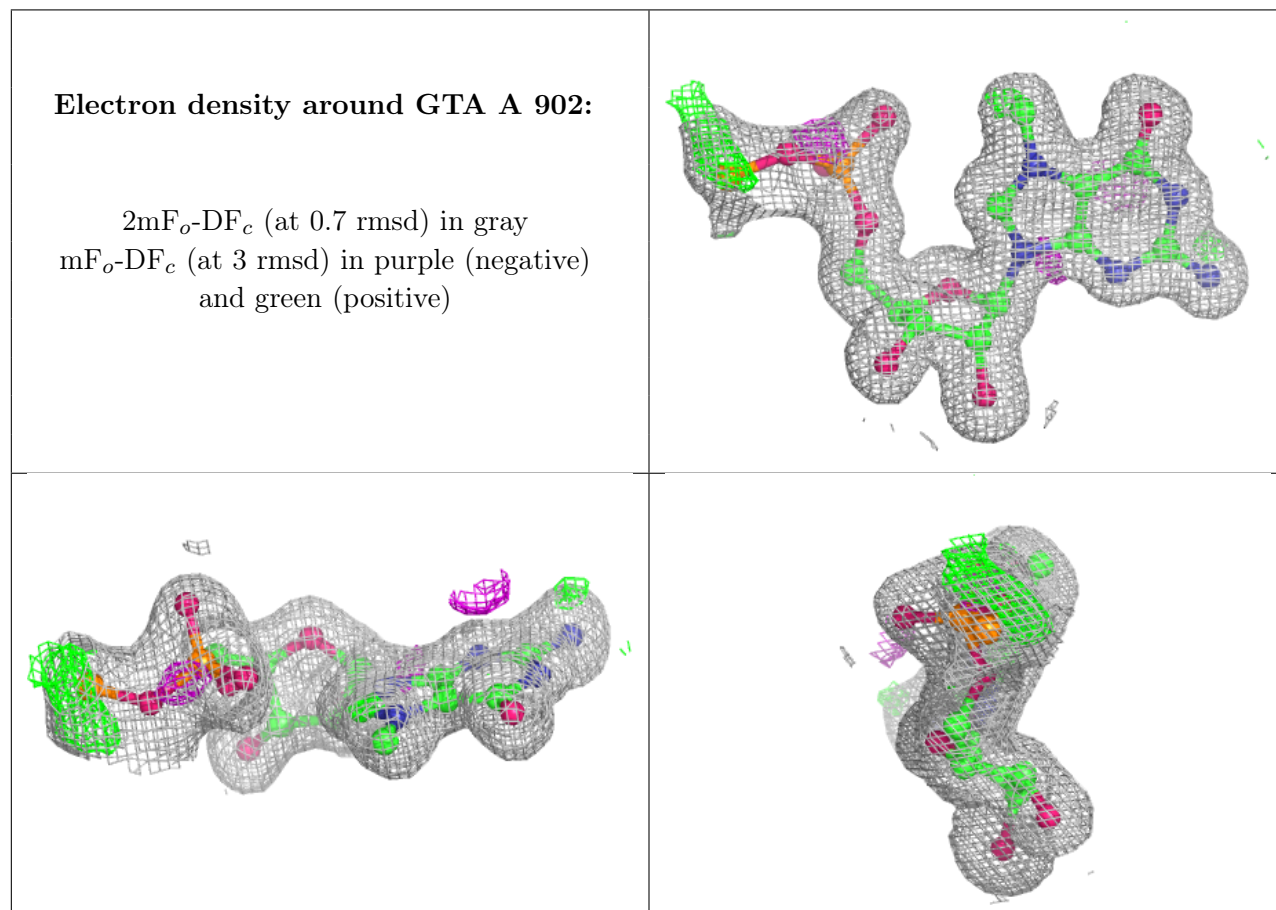 Electron density around GTA A 902:
2mFo-DFc (at 0.7 rmsd) in gray
mFo-DFc (at 3 rmsd) in purple (negative)
and green (positive)